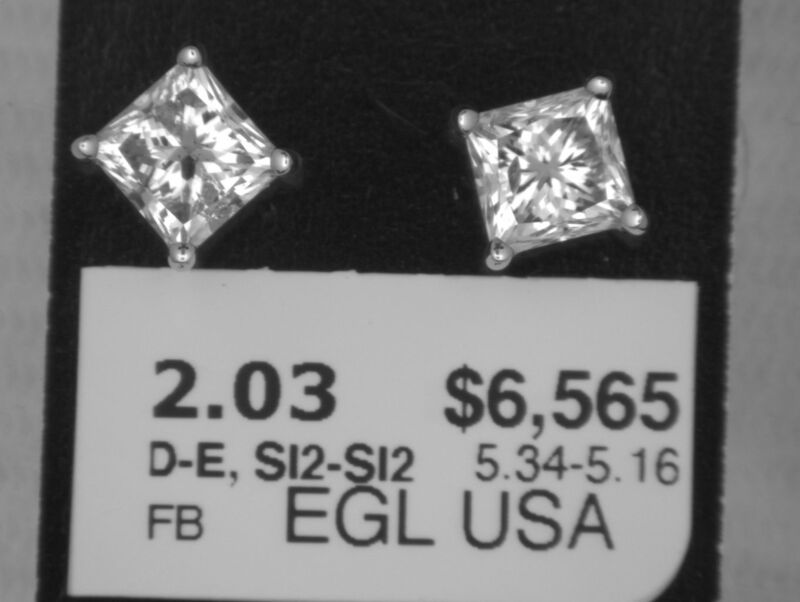 2.03 $6,565
D-E, SI2-SI2 5.34-5.16
FB EGL USA